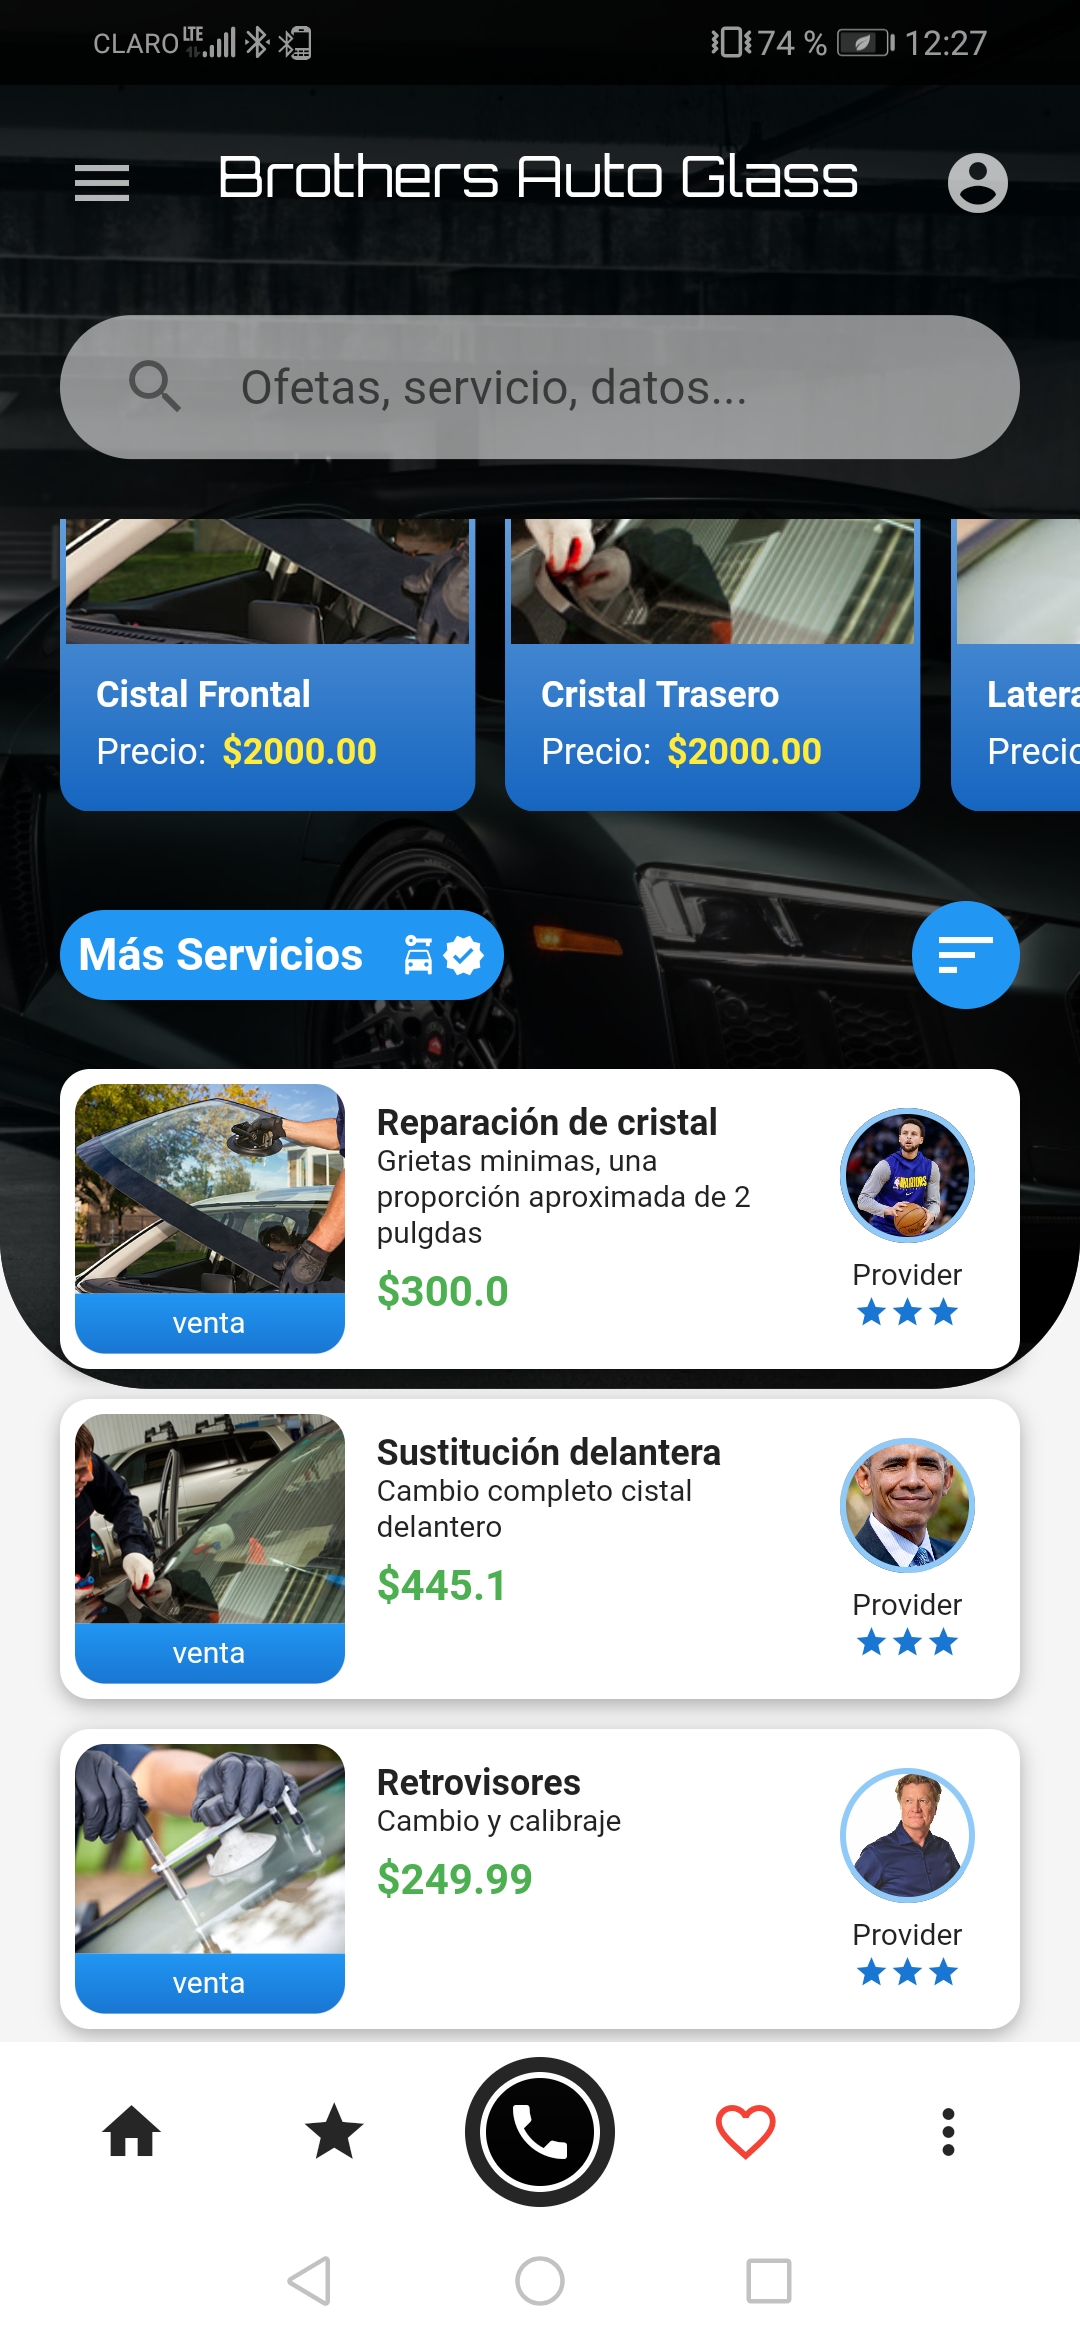 CLARO LTE 74 % 12:27
Brothers Auto Glass
Ofetas, servicio, datos...
Cistal Frontal
Precio: $2000.00
Cristal Trasero
Precio: $2000.00
Latera
Precio
Más Servicios
Reparación de cristal
Grietas minimas, una
proporción aproximada de 2
pulgdas
$300.0
venta
WARRIORS
Provider
Sustitución delantera
Cambio completo cistal
delantero
$445.1
venta
Provider
Retrovisores
Cambio y calibraje
$249.99
venta
Provider